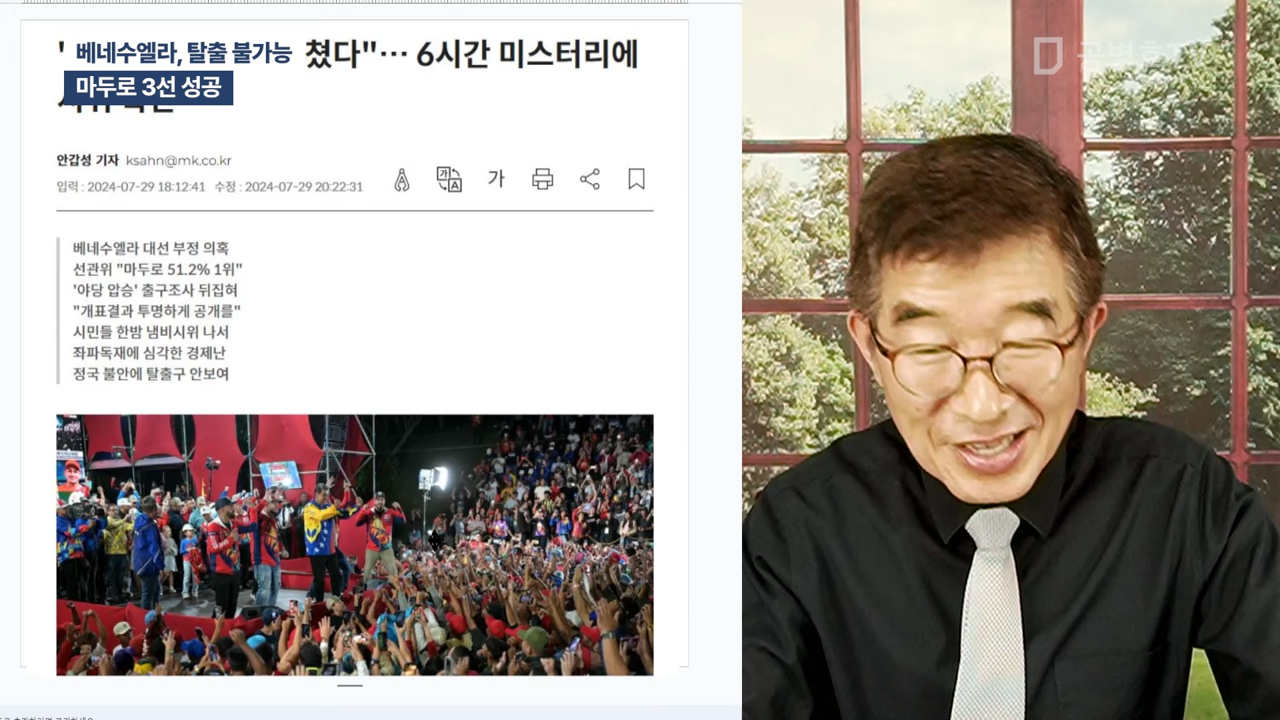 ' 베네수엘라, 탈출 불가능 쳤다"… 6시간 미스터리에
마두로 3선 성공
안갑성 기자 ksahn@mk.co.kr
입력 : 2024-07-29 18:12:41 수정 : 2024-07-29 20:22:31
가
베네수엘라 대선 부정 의혹
선관위 "마두로 51.2% 1위"
'야당 압승' 출구조사 뒤집혀
"개표결과 투명하게 공개를"
시민들 한밤 냄비시위 나서
좌파독재에 심각한 경제난
정국 불안에 탈출구 안보여